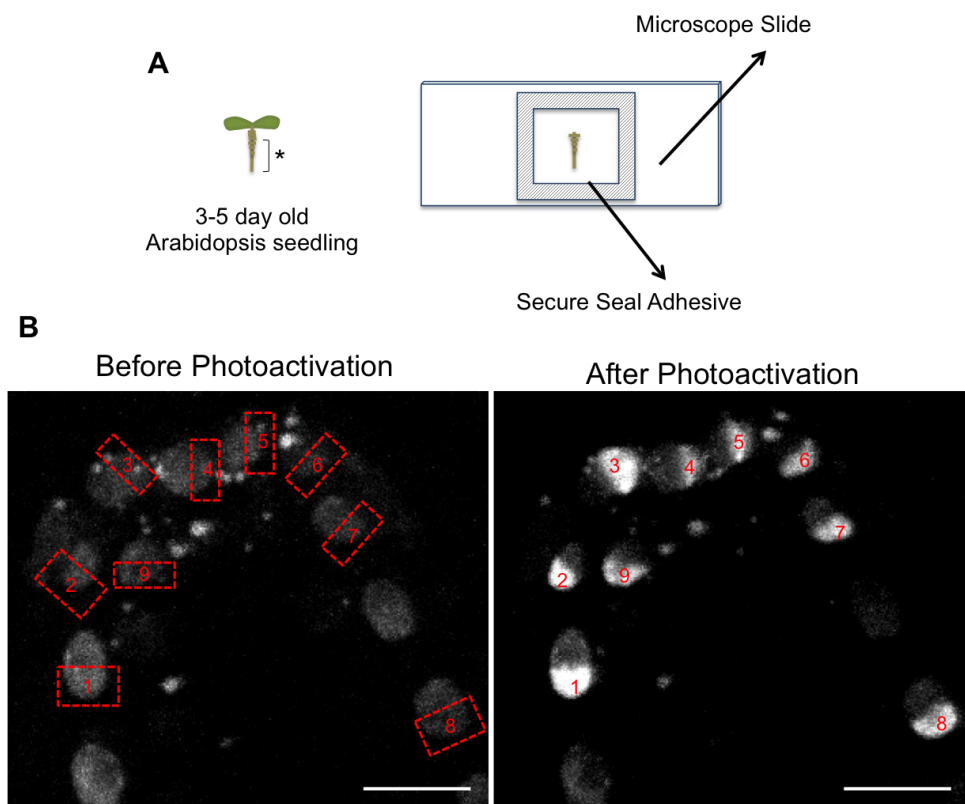 A
Microscope Slide
*
3-5 day old
Arabidopsis seedling
Secure Seal Adhesive
B
Before Photoactivation
After Photoactivation
5
3
4
6
7
2
9
1
8
5
3
4
6
7
2
9
1
8